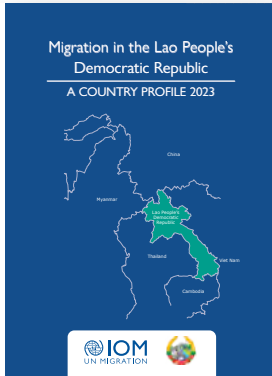 Migration in the Lao People's
Democratic Republic
A COUNTRY PROFILE 2023
China
Myanmar
Lao People's
Democratic
Republic
Thailand
Viet Nam
Cambodia
IOM
UN MIGRATION